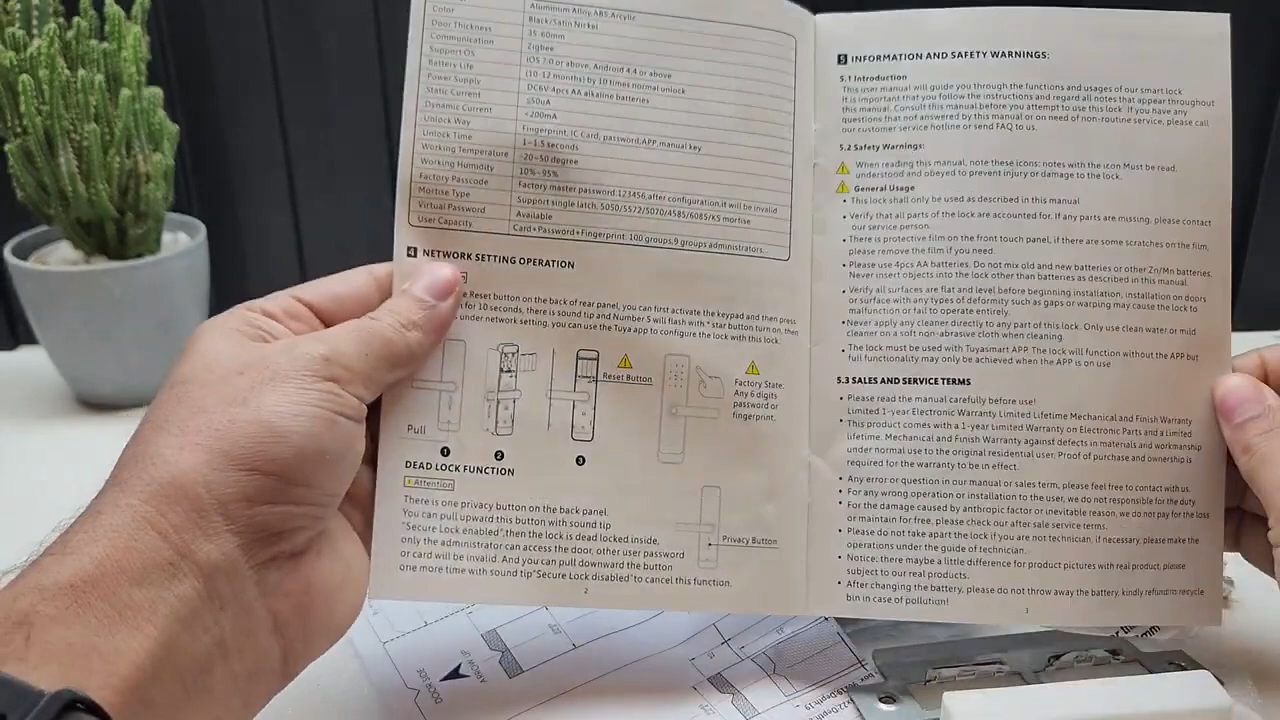 Aluminum Alloy, ABS, Arcylic
Color Black/Satin Nickel
Door Thickness 35-60mm
Communication Zigbee
Support OS iOS 7.0 or above, Android 4.4 or above
Battery Life (10-12 months) by 10 times normal unlock
Power Supply DC6V:4pcs AA alkaline batteries
Static Current ≤50uA
Dynamic Current <200mA
Unlock Way Fingerprint, IC Card, password,APP,manual key
Unlock Time 1~1.5 seconds
Working Temperature -20~50 degree
Working Humidity 10%~95%
Factory Passcode Factory master password:123456,after configuration,it will be invalid
Mortise Type Support single latch, 5050/5572/5070/4585/6085/K5 mortise
Virtual Password Available
User Capacity Card+Password+Fingerprint: 100 groups,9 groups administrators.
4 NETWORK SETTING OPERATION
e Reset button on the back of rear panel, you can first activate the keypad and then press
for 10 seconds, there is sound tip and Number 5 will flash with * star button turn on, then
under network setting, you can use the Tuya app to configure the lock with this lock.
Reset Button
Factory State:
Any 6 digits
password or
fingerprint.
Pull
1
2
3
DEAD LOCK FUNCTION
Attention
There is one privacy button on the back panel.
You can pull upward this button with sound tip
"Secure Lock enabled",then the lock is dead locked inside,
only the administrator can access the door, other user password
or card will be invalid. And you can pull downward the button
one more time with sound tip"Secure Lock disabled"to cancel this function.
Privacy Button
2
5 INFORMATION AND SAFETY WARNINGS:
5.1 Introduction
This user manual will guide you through the functions and usages of our smart lock
It is important that you follow the instructions and regard all notes that appear throughout
this manual. Consult this manual before you attempt to use this lock. If you have any
questions that not answered by this manual or on need of non-routine service, please call
our customer service hotline or send FAQ to us.
5.2 Safety Warnings:
When reading this manual, note these icons: notes with the icon Must be read,
understood and obeyed to prevent injury or damage to the lock.
General Usage
• This lock shall only be used as described in this manual
• Verify that all parts of the lock are accounted for. If any parts are missing, please contact
our service person.
• There is protective film on the front touch panel, if there are some scratches on the film,
please remove the film if you need.
• Please use 4pcs AA batteries. Do not mix old and new batteries or other Zn/Mn batteries.
Never insert objects into the lock other than batteries as described in this manual.
• Verify all surfaces are flat and level before beginning installation, installation on doors
or surface with any types of deformity such as gaps or warping may cause the lock to
malfunction or fail to operate entirely.
• Never apply any cleaner directly to any part of this lock. Only use clean water or mild
cleaner on a soft non-abrasive cloth when cleaning.
• The lock must be used with Tuyasmart APP. The lock will function without the APP but
full functionality may only be achieved when the APP is on use
5.3 SALES AND SERVICE TERMS
• Please read the manual carefully before use!
Limited 1-year Electronic Warranty Limited Lifetime Mechanical and Finish Warranty
• This product comes with a 1-year Limited Warranty on Electronic Parts and a Limited
lifetime. Mechanical and Finish Warranty against defects in materials and workmanship
under normal use to the original residential user. Proof of purchase and ownership is
required for the warranty to be in effect.
• Any error or question in our manual or sales term, please feel free to contact with us.
• For any wrong operation or installation to the user, we do not responsible for the duty
• For the damage caused by anthropic factor or inevitable reason, we do not pay for the loss
or maintain for free, please check our after sale service terms.
• Please do not take apart the lock if you are not technician, if necessary, please make the
operations under the guide of technician.
• Notice: there maybe a little difference for product pictures with real product, please
subject to our real products.
• After changing the battery, please do not throw away the battery, kindly refund to recycle
bin in case of pollution!
3
DOOR SIDE
ARROW UP